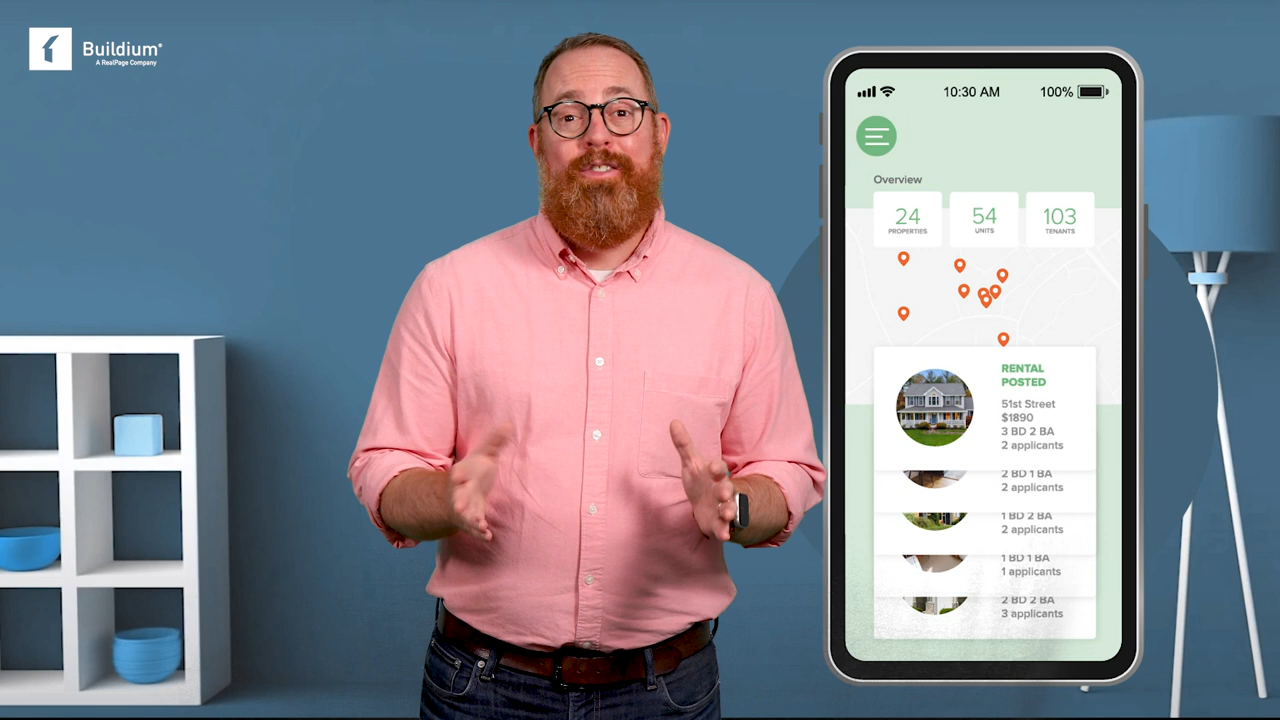 Buildium®
A RealPage Company
10:30 AM
100%
Overview
24
PROPERTIES
54
UNITS
103
TENANTS
RENTAL
POSTED
51st Street
$1890
3 BD 2 BA
2 applicants
2 BD 1 BA
2 applicants
1 BD 2 BA
2 applicants
1 BD 1 BA
1 applicants
2 BD 2 BA
3 applicants